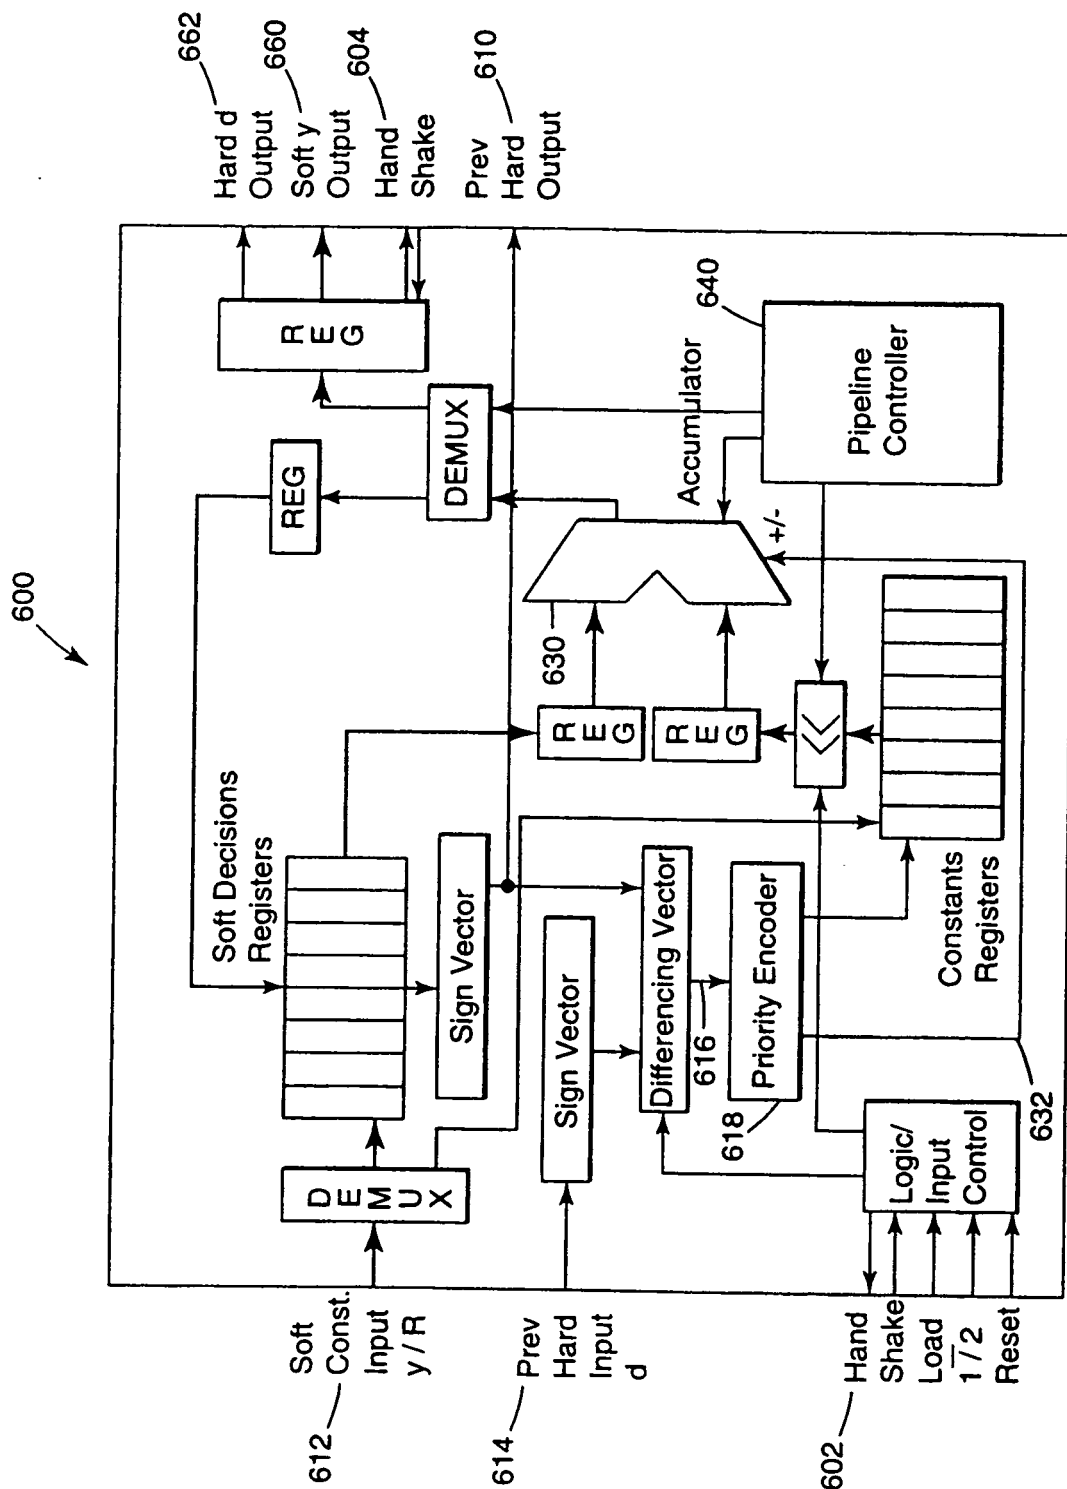 600
662
Hard d
Output
660
Soft y
Output
604
Hand
Shake
610
Prev
Hard
Output
612
Soft
Const.
Input
y / R
614
Prev
Hard
Input
d
602
Hand
Shake
Load
1 / 2
Reset
DEMUX
Soft Decisions
Registers
Sign Vector
Sign Vector
Differencing Vector
616
Priority Encoder
618
Logic/
Input
Control
632
Constants
Registers
<<
REG
REG
630
+/-
Accumulator
REG
DEMUX
REG
640
Pipeline
Controller